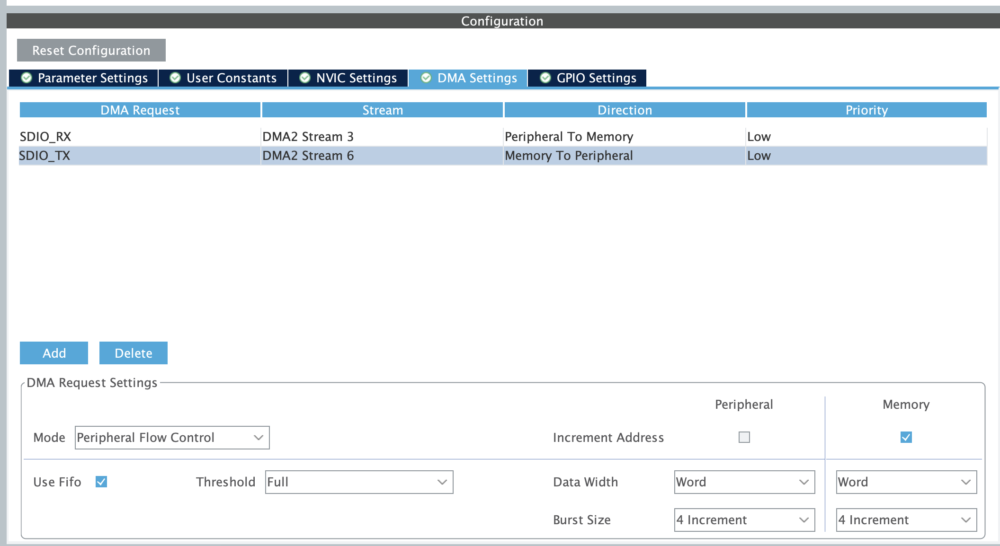 Configuration
Reset Configuration
Parameter Settings User Constants NVIC Settings DMA Settings GPIO Settings
DMA Request Stream Direction Priority
SDIO_RX DMA2 Stream 3 Peripheral To Memory Low
SDIO_TX DMA2 Stream 6 Memory To Peripheral Low
Add Delete
DMA Request Settings
Peripheral Memory
Mode Peripheral Flow Control Increment Address
Use Fifo Threshold Full Data Width Word Word
Burst Size 4 Increment 4 Increment